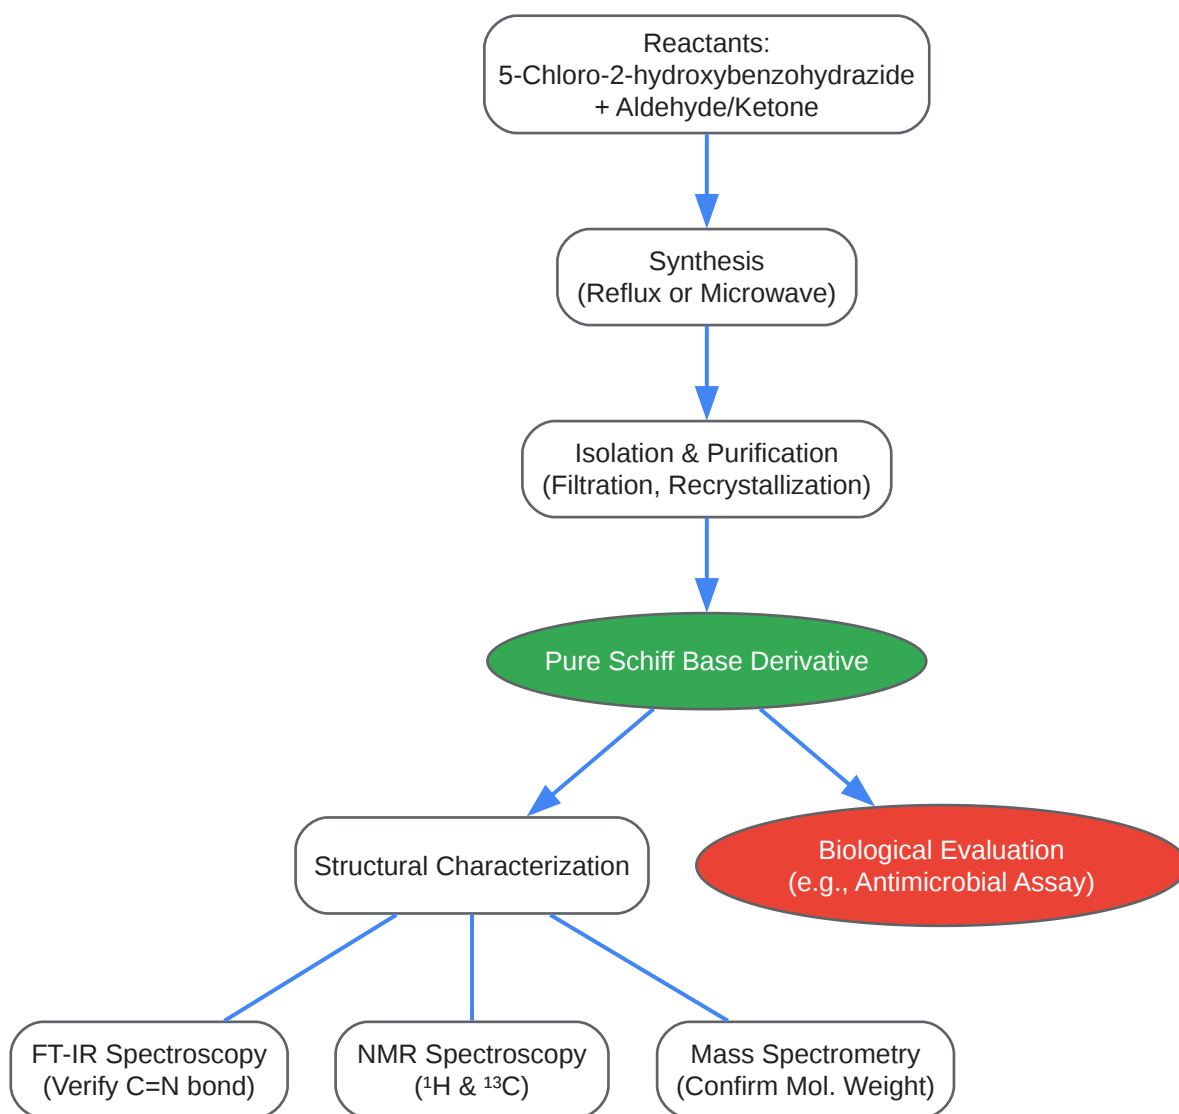 Reactants:
5-Chloro-2-hydroxybenzohydrazide
+ Aldehyde/Ketone
Synthesis
(Reflux or Microwave)
Isolation & Purification
(Filtration, Recrystallization)
Pure Schiff Base Derivative
Structural Characterization
Biological Evaluation
(e.g., Antimicrobial Assay)
FT-IR Spectroscopy
(Verify C=N bond)
NMR Spectroscopy
(¹H & ¹³C)
Mass Spectrometry
(Confirm Mol. Weight)